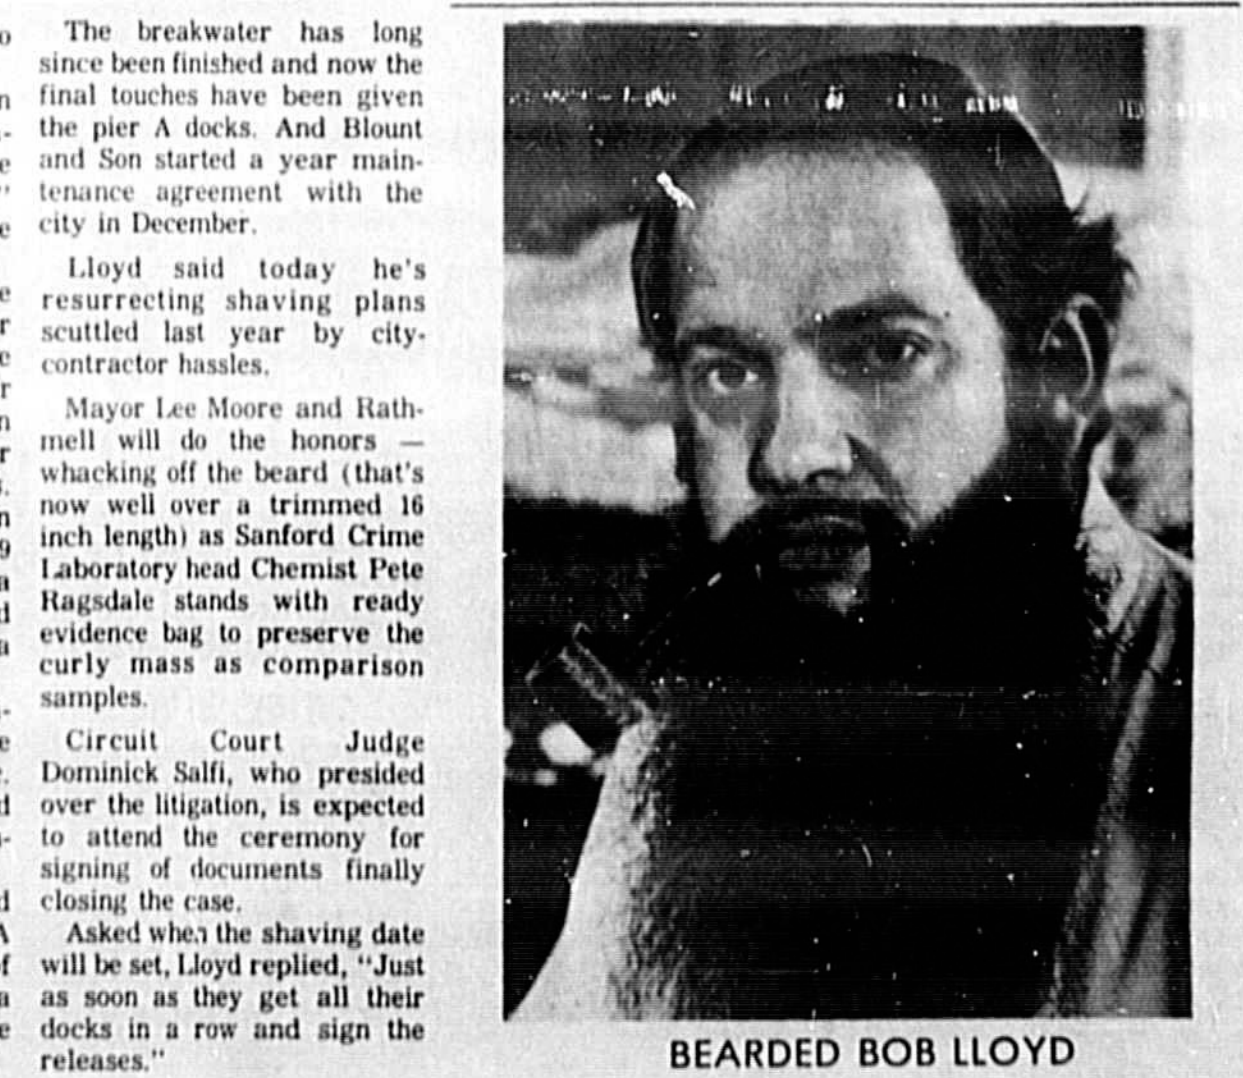 The breakwater has long
since been finished and now the
final touches have been given
the pier A docks. And Blount
and Son started a year main-
tenance agreement with the
city in December.
Lloyd said today he's
resurrecting shaving plans
scuttled last year by city-
contractor hassles.
Mayor Lee Moore and Rath-
mell will do the honors —
whacking off the beard (that's
now well over a trimmed 16
inch length) as Sanford Crime
Laboratory head Chemist Pete
Ragsdale stands with ready
evidence bag to preserve the
curly mass as comparison
samples.
Circuit Court Judge
Dominick Salfi, who presided
over the litigation, is expected
to attend the ceremony for
signing of documents finally
closing the case.
Asked when the shaving date
will be set, Lloyd replied, "Just
as soon as they get all their
docks in a row and sign the
releases."
BEARDED BOB LLOYD